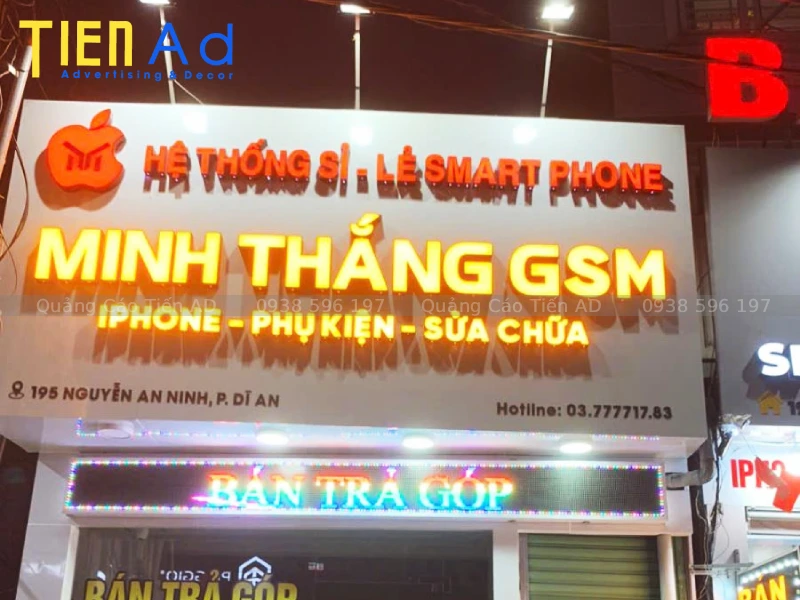 TIEN Ad
Advertising & Decor
HỆ THỐNG SỈ - LẺ SMART PHONE
MINH THẮNG GSM
Quảng Cáo Tiến AD 0938 596 197 Quảng Cáo Tiến AD 0938 596 197
IPHONE - PHỤ KIỆN - SỬA CHỮA
195 NGUYỄN AN NINH, P. DĨ AN
Hotline: 03.777717.83
BÁN TRẢ GÓP
BÁN TRẢ GÓP
BÁN